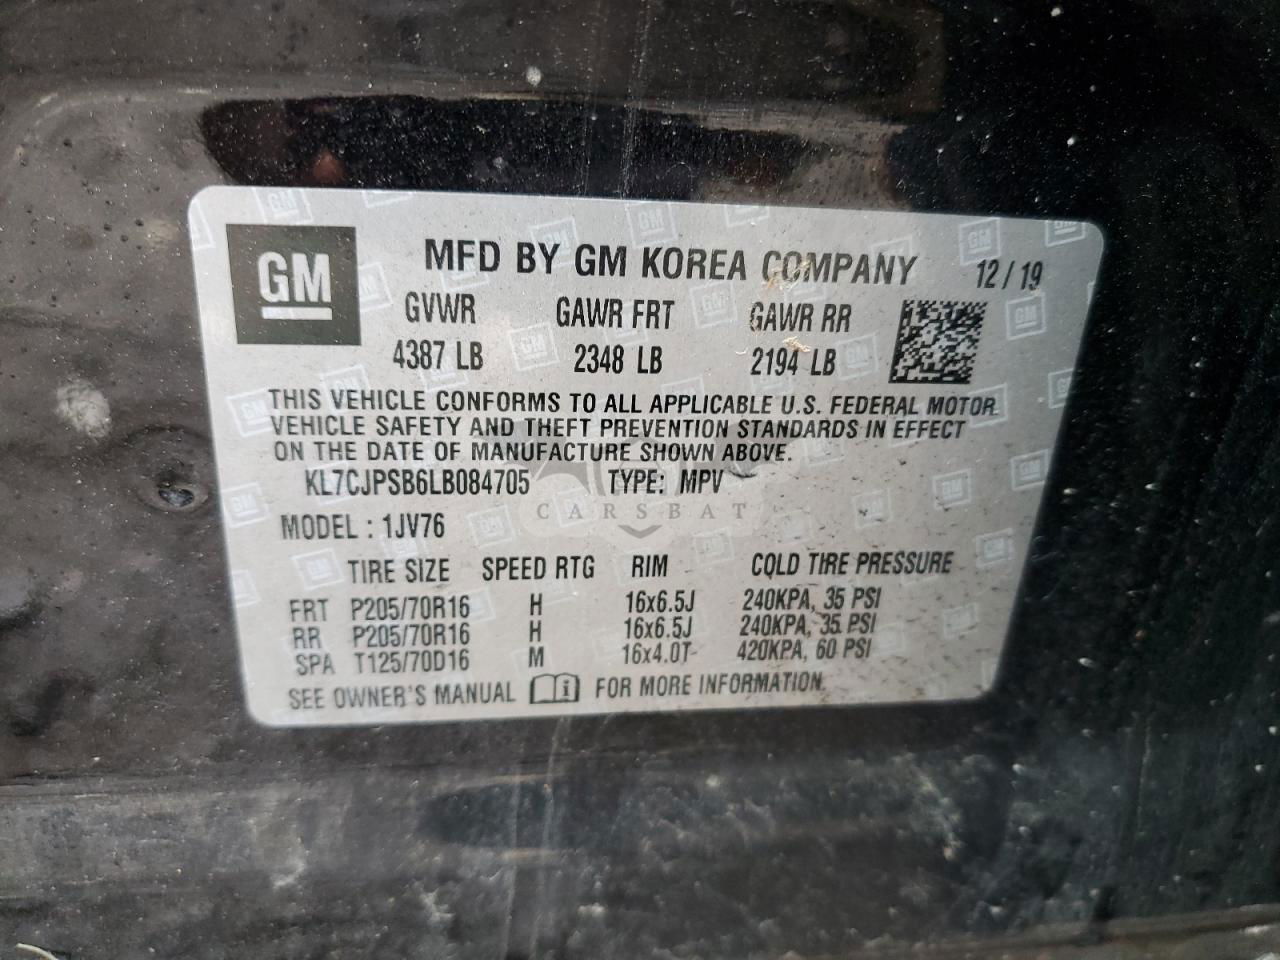 GM
MFD BY GM KOREA COMPANY 12/19
GVWR GAWR FRT GAWR RR
4387 LB 2348 LB 2194 LB
THIS VEHICLE CONFORMS TO ALL APPLICABLE U.S. FEDERAL MOTOR
VEHICLE SAFETY AND THEFT PREVENTION STANDARDS IN EFFECT
ON THE DATE OF MANUFACTURE SHOWN ABOVE.
KL7CJPSB6LB084705 TYPE: MPV
CARSBAT
MODEL : 1JV76
TIRE SIZE SPEED RTG RIM COLD TIRE PRESSURE
FRT P205/70R16 H 16x6.5J 240KPA, 35 PSI
RR P205/70R16 H 16x6.5J 240KPA, 35 PSI
SPA T125/70D16 M 16x4.0T 420KPA, 60 PSI
SEE OWNER'S MANUAL i FOR MORE INFORMATION.